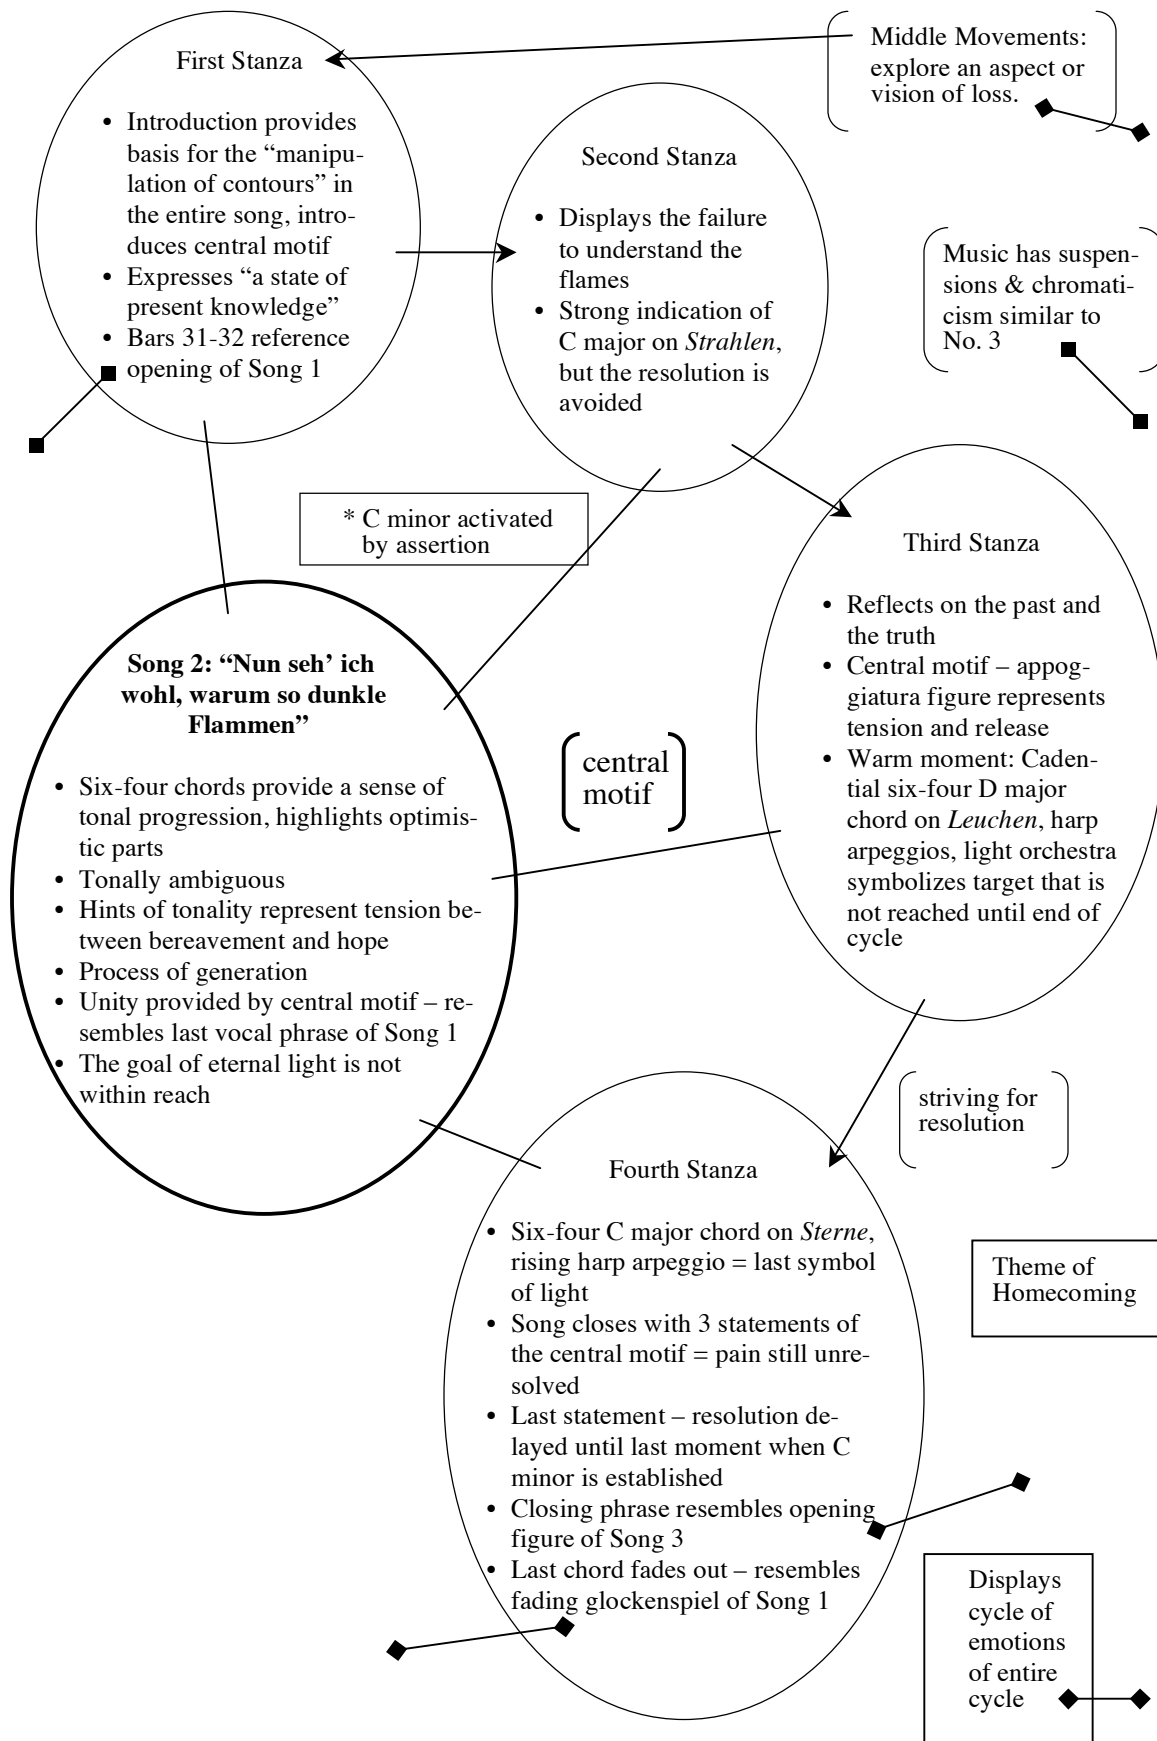 Middle Movements:
explore an aspect or
vision of loss.
First Stanza
• Introduction provides
basis for the “manipu-
lation of contours” in
the entire song, intro-
duces central motif
• Expresses “a state of
present knowledge”
• Bars 31-32 reference
opening of Song 1
Second Stanza
• Displays the failure
to understand the
flames
• Strong indication of
C major on Strahlen,
but the resolution is
avoided
Music has suspen-
sions & chromati-
cism similar to
No. 3
* C minor activated
by assertion
Third Stanza
• Reflects on the past and
the truth
• Central motif – appog-
giatura figure represents
tension and release
• Warm moment: Caden-
tial six-four D major
chord on Leuchen, harp
arpeggios, light orchestra
symbolizes target that is
not reached until end of
cycle
Song 2: “Nun seh’ ich
wohl, warum so dunkle
Flammen”
• Six-four chords provide a sense of
tonal progression, highlights optimis-
tic parts
• Tonally ambiguous
• Hints of tonality represent tension be-
tween bereavement and hope
• Process of generation
• Unity provided by central motif – re-
sembles last vocal phrase of Song 1
• The goal of eternal light is not
within reach
central
motif
striving for
resolution
Fourth Stanza
• Six-four C major chord on Sterne,
rising harp arpeggio = last symbol
of light
• Song closes with 3 statements of
the central motif = pain still unre-
solved
• Last statement – resolution de-
layed until last moment when C
minor is established
• Closing phrase resembles opening
figure of Song 3
• Last chord fades out – resembles
fading glockenspiel of Song 1
Theme of
Homecoming
Displays
cycle of
emotions
of entire
cycle